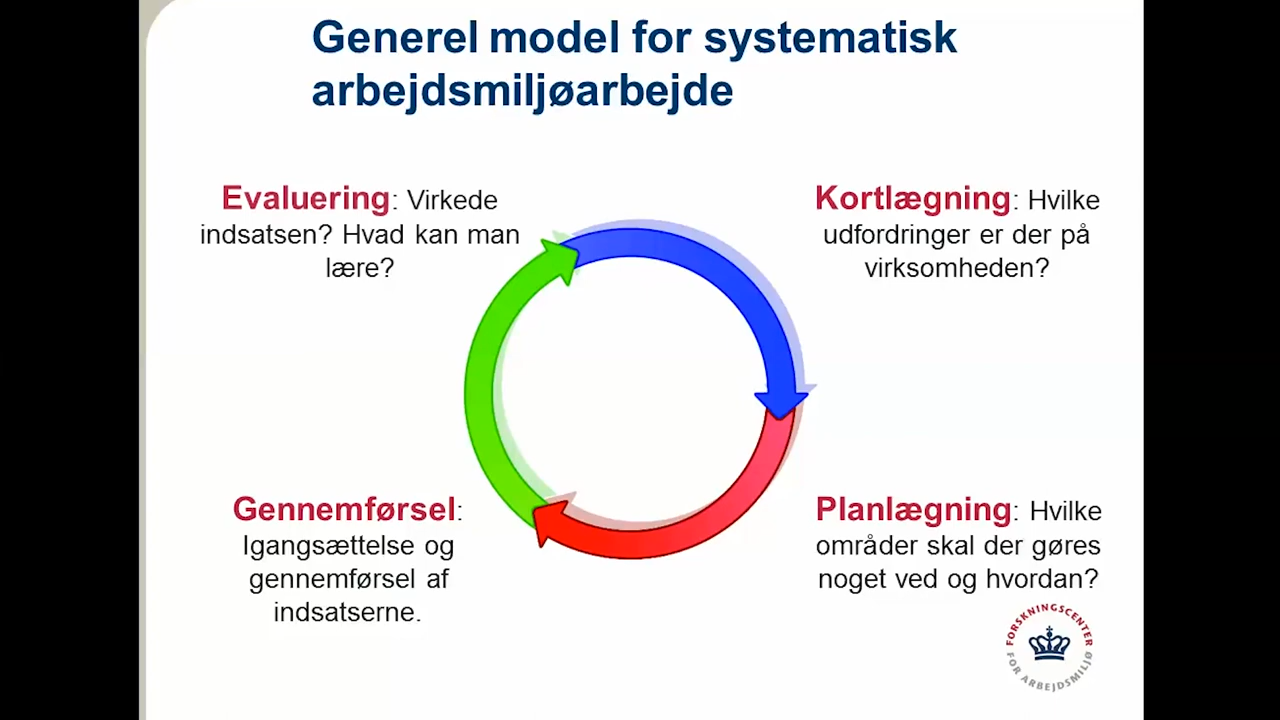 Generel model for systematisk
arbejdsmiljøarbejde
Evaluering: Virkede
indsatsen? Hvad kan man
lære?
Kortlægning: Hvilke
udfordringer er der på
virksomheden?
Gennemførsel:
Igangsættelse og
gennemførsel af
indsatserne.
Planlægning: Hvilke
områder skal der gøres
noget ved og hvordan?
FORSKNINGSCENTER
FOR ARBEJDSMILJØ